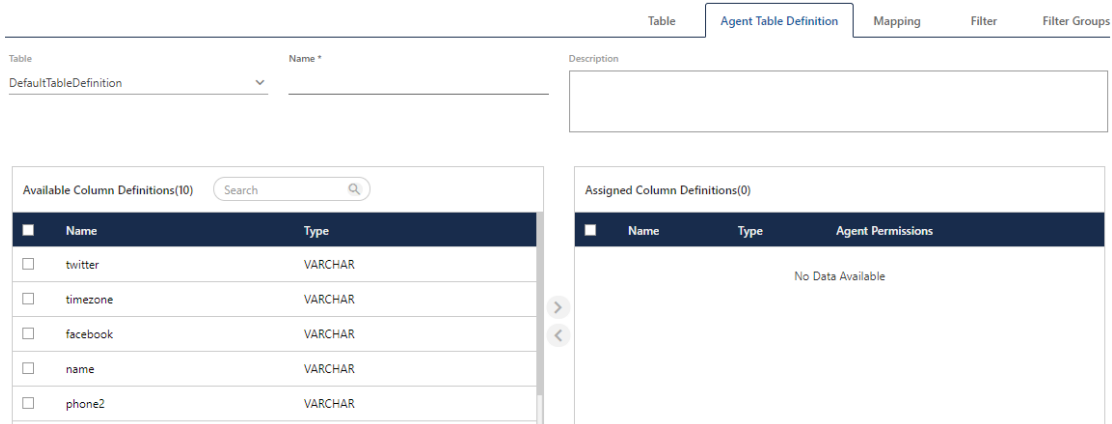 Table Agent Table Definition Mapping Filter Filter Groups
Table Name * Description
DefaultTableDefinition
Available Column Definitions(10) Search Assigned Column Definitions(0)
Name Type Name Type Agent Permissions
twitter VARCHAR No Data Available
timezone VARCHAR
facebook VARCHAR
name VARCHAR
phone2 VARCHAR